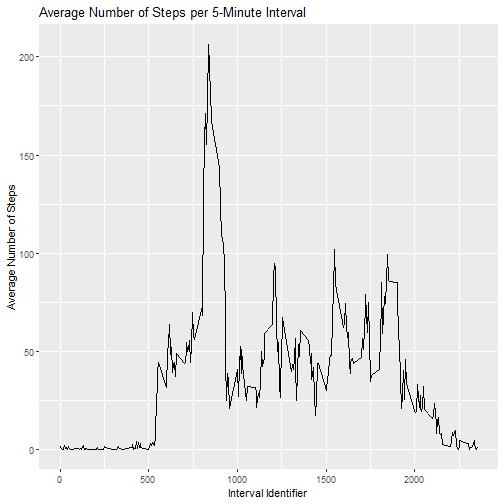 Average Number of Steps per 5-Minute Interval
200
150
100
50
0
Average Number of Steps
0 500 1000 1500 2000
Interval Identifier